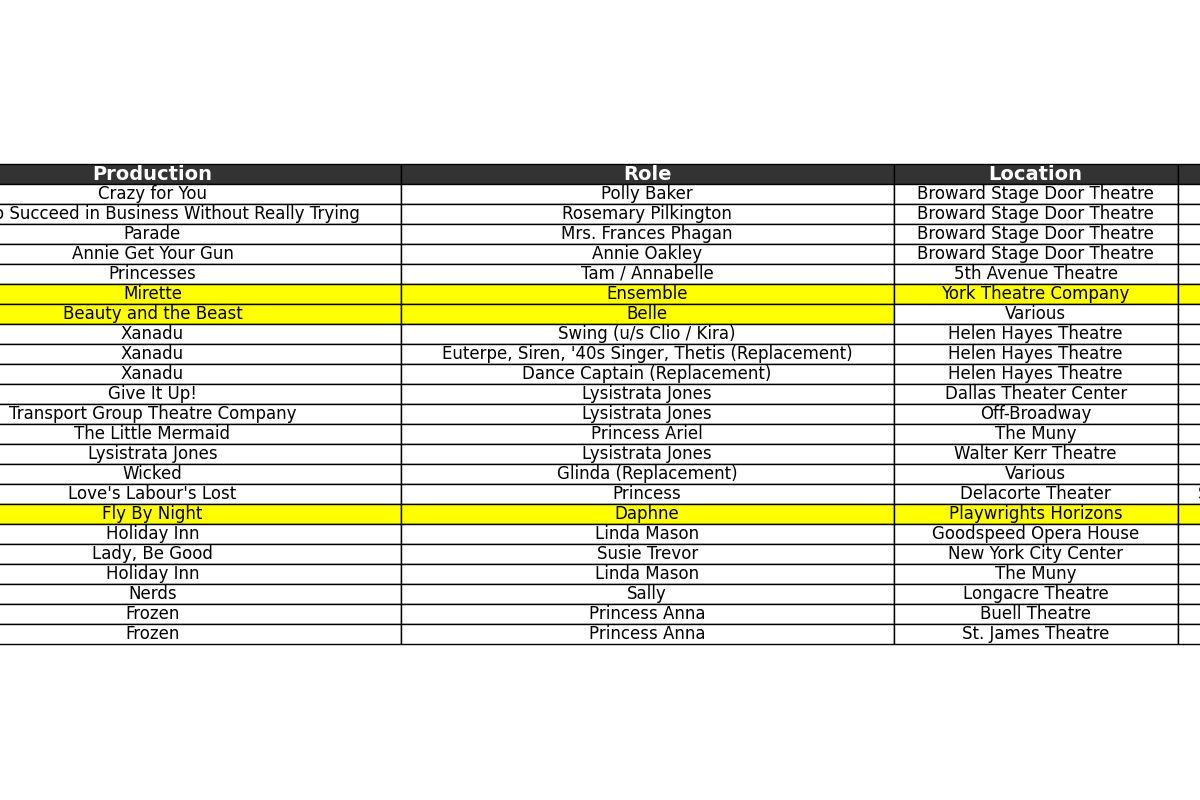 Production Role Location
Crazy for You Polly Baker Broward Stage Door Theatre
Succeed in Business Without Really Trying Rosemary Pilkington Broward Stage Door Theatre
Parade Mrs. Frances Phagan Broward Stage Door Theatre
Annie Get Your Gun Annie Oakley Broward Stage Door Theatre
Princesses Tam / Annabelle 5th Avenue Theatre
Mirette Ensemble York Theatre Company
Beauty and the Beast Belle Various
Xanadu Swing (u/s Clio / Kira) Helen Hayes Theatre
Xanadu Euterpe, Siren, '40s Singer, Thetis (Replacement) Helen Hayes Theatre
Xanadu Dance Captain (Replacement) Helen Hayes Theatre
Give It Up! Lysistrata Jones Dallas Theater Center
Transport Group Theatre Company Lysistrata Jones Off-Broadway
The Little Mermaid Princess Ariel The Muny
Lysistrata Jones Lysistrata Jones Walter Kerr Theatre
Wicked Glinda (Replacement) Various
Love's Labour's Lost Princess Delacorte Theater
Fly By Night Daphne Playwrights Horizons
Holiday Inn Linda Mason Goodspeed Opera House
Lady, Be Good Susie Trevor New York City Center
Holiday Inn Linda Mason The Muny
Nerds Sally Longacre Theatre
Frozen Princess Anna Buell Theatre
Frozen Princess Anna St. James Theatre